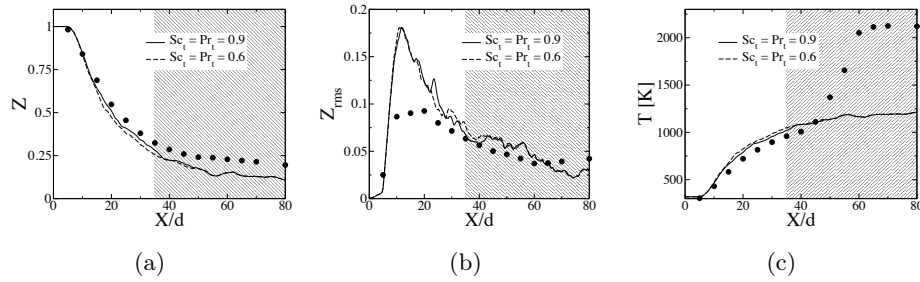 Z
1
0.75
0.5
0.25
0
0 20 40 60 80
X/d
Sc_t = Pr_t = 0.9
Sc_t = Pr_t = 0.6
(a)
Z_rms
0.15
0.1
0.05
0
0 20 40 60 80
X/d
Sc_t = Pr_t = 0.9
Sc_t = Pr_t = 0.6
(b)
T [K]
2000
1500
1000
500
0 20 40 60 80
X/d
Sc_t = Pr_t = 0.9
Sc_t = Pr_t = 0.6
(c)